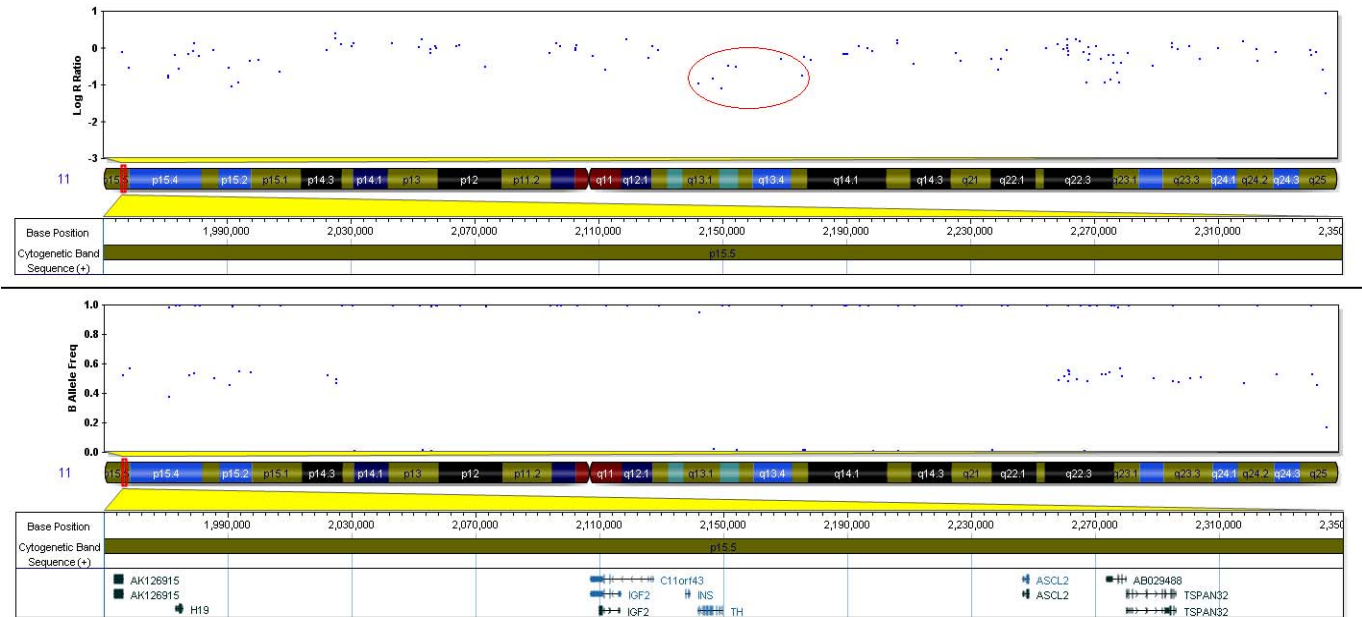 1
0
-1
-2
-3
Log R Ratio
11 p15.5 p15.4 p15.2 p15.1 p14.3 p14.1 p13 p12 p11.2 q11 q12.1 q13.1 q13.4 q14.1 q14.3 q21 q22.1 q22.3 q23.1 q23.3 q24.1 q24.2 q24.3 q25
Base Position 1,990,000 2,030,000 2,070,000 2,110,000 2,150,000 2,190,000 2,230,000 2,270,000 2,310,000 2,350
Cytogenetic Band p15.5
Sequence (+)
1.0
0.8
0.6
0.4
0.2
0.0
B Allele Freq
11 p15.5 p15.4 p15.2 p15.1 p14.3 p14.1 p13 p12 p11.2 q11 q12.1 q13.1 q13.4 q14.1 q14.3 q21 q22.1 q22.3 q23.1 q23.3 q24.1 q24.2 q24.3 q25
Base Position 1,990,000 2,030,000 2,070,000 2,110,000 2,150,000 2,190,000 2,230,000 2,270,000 2,310,000 2,350
Cytogenetic Band p15.5
Sequence (+)
AK126915 C11orf43 ASCL2 AB029488
AK126915 IGF2 INS ASCL2 TSPAN32
H19 IGF2 TH TSPAN32